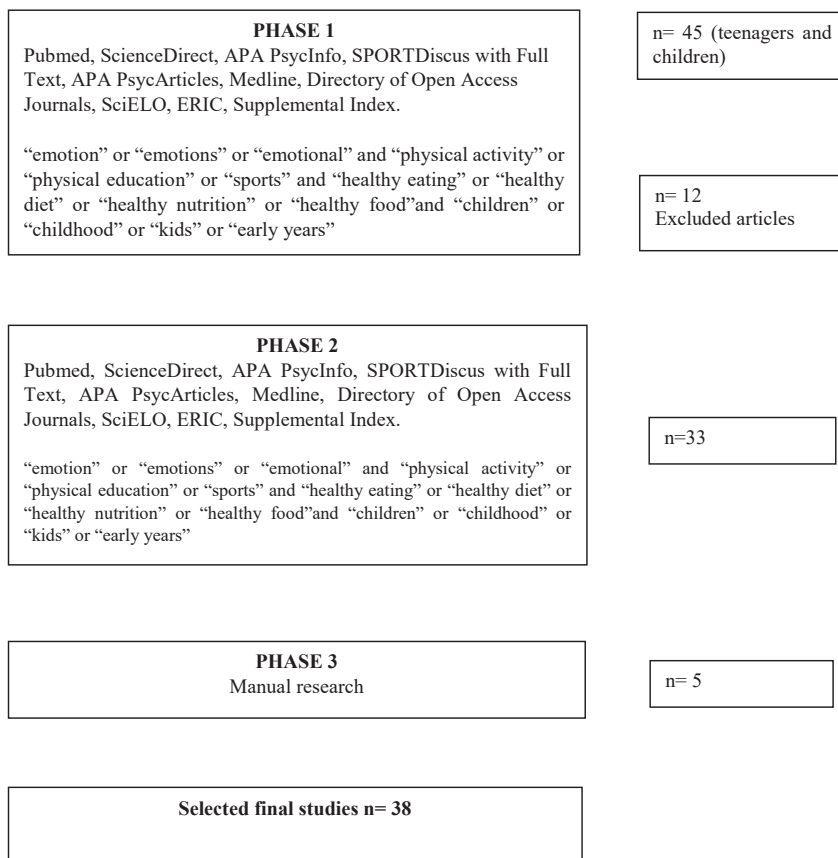 PHASE 1
Pubmed, ScienceDirect, APA PsycInfo, SPORTDiscus with Full
Text, APA PsycArticles, Medline, Directory of Open Access
Journals, SciELO, ERIC, Supplemental Index.
“emotion” or “emotions” or “emotional” and “physical activity” or
“physical education” or “sports” and “healthy eating” or “healthy
diet” or “healthy nutrition” or “healthy food”and “children” or
“childhood” or “kids” or “early years”
n= 45 (teenagers and
children)
n= 12
Excluded articles
PHASE 2
Pubmed, ScienceDirect, APA PsycInfo, SPORTDiscus with Full
Text, APA PsycArticles, Medline, Directory of Open Access
Journals, SciELO, ERIC, Supplemental Index.
“emotion” or “emotions” or “emotional” and “physical activity” or
“physical education” or “sports” and “healthy eating” or “healthy diet” or
“healthy nutrition” or “healthy food”and “children” or “childhood” or
“kids” or “early years”
n=33
PHASE 3
Manual research
n= 5
Selected final studies n= 38